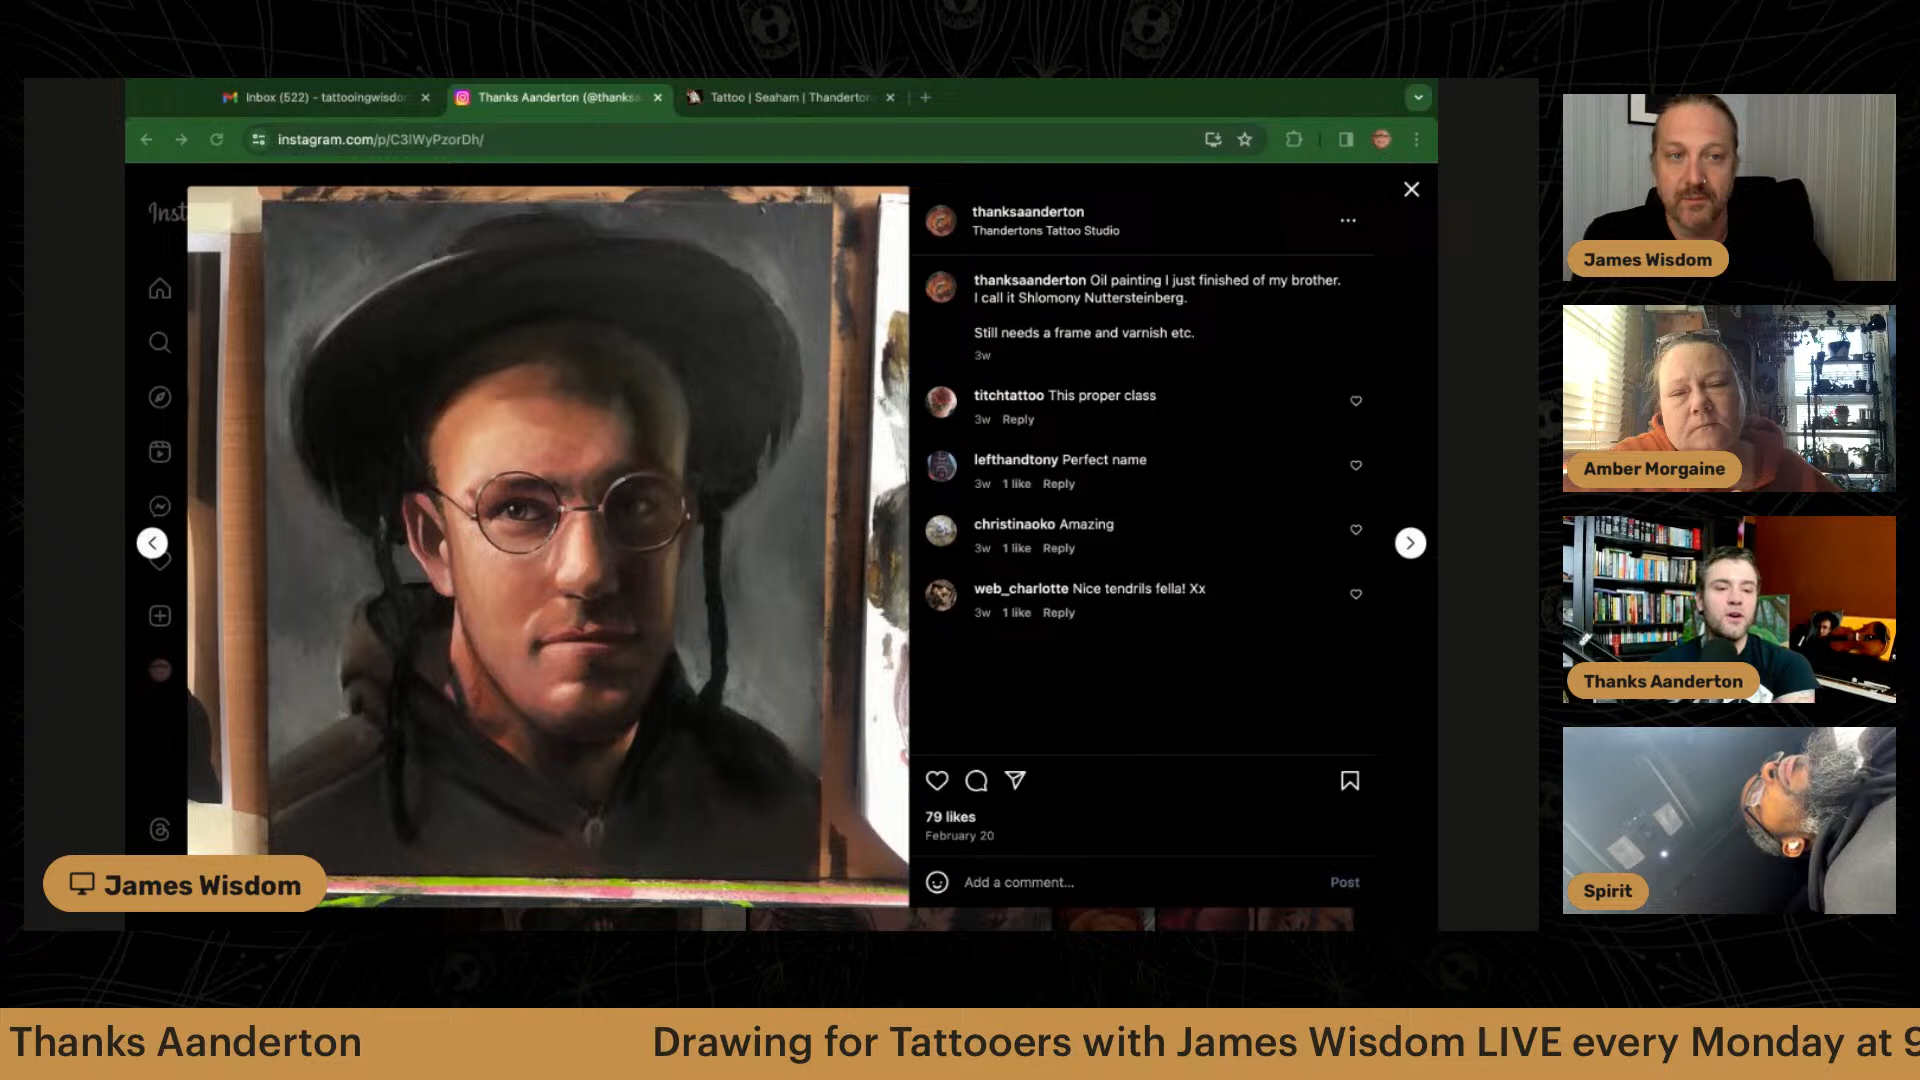 Inbox (522) - tattooingwisdo
Thanks Aanderton (@thanksa
Tattoo | Seaham | Thanderton
instagram.com/p/C3lWyPzorDh/
Inst
thanksaanderton
Thandertons Tattoo Studio
thanksaanderton Oil painting I just finished of my brother.
I call it Shlomony Nuttersteinberg.
Still needs a frame and varnish etc.
3w
titchtattoo This proper class
3w Reply
lefthandtony Perfect name
3w 1 like Reply
christinaoko Amazing
3w 1 like Reply
web_charlotte Nice tendrils fella! Xx
3w 1 like Reply
79 likes
February 20
Add a comment... Post
James Wisdom
James Wisdom
Amber Morgaine
Thanks Aanderton
Spirit
Thanks Aanderton Drawing for Tattooers with James Wisdom LIVE every Monday at 9